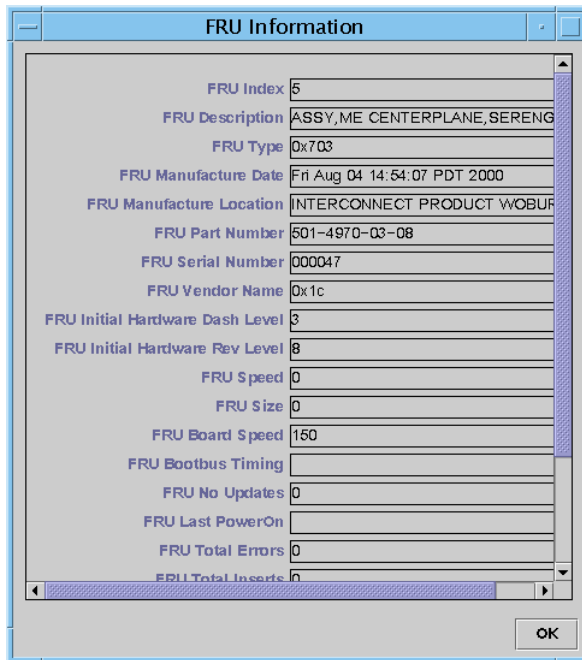 FRU Information
FRU Index 5
FRU Description ASSY,ME CENTERPLANE,SERENG
FRU Type 0x703
FRU Manufacture Date Fri Aug 04 14:54:07 PDT 2000
FRU Manufacture Location INTERCONNECT PRODUCT WOBUR
FRU Part Number 501-4970-03-08
FRU Serial Number 000047
FRU Vendor Name 0x1c
FRU Initial Hardware Dash Level 3
FRU Initial Hardware Rev Level 8
FRU Speed 0
FRU Size 0
FRU Board Speed 150
FRU Bootbus Timing
FRU No Updates 0
FRU Last PowerOn
FRU Total Errors 0
FRU Total Inserts 0
OK